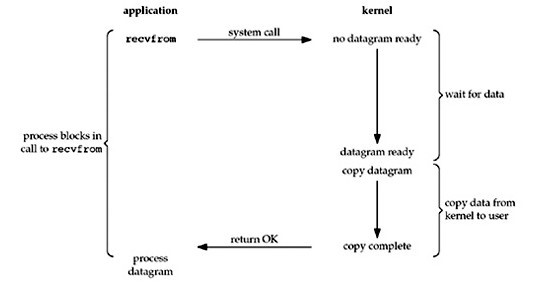 application
kernel
recvfrom
system call
no datagram ready
wait for data
process blocks in
call to recvfrom
datagram ready
copy datagram
copy data from
kernel to user
return OK
copy complete
process
datagram